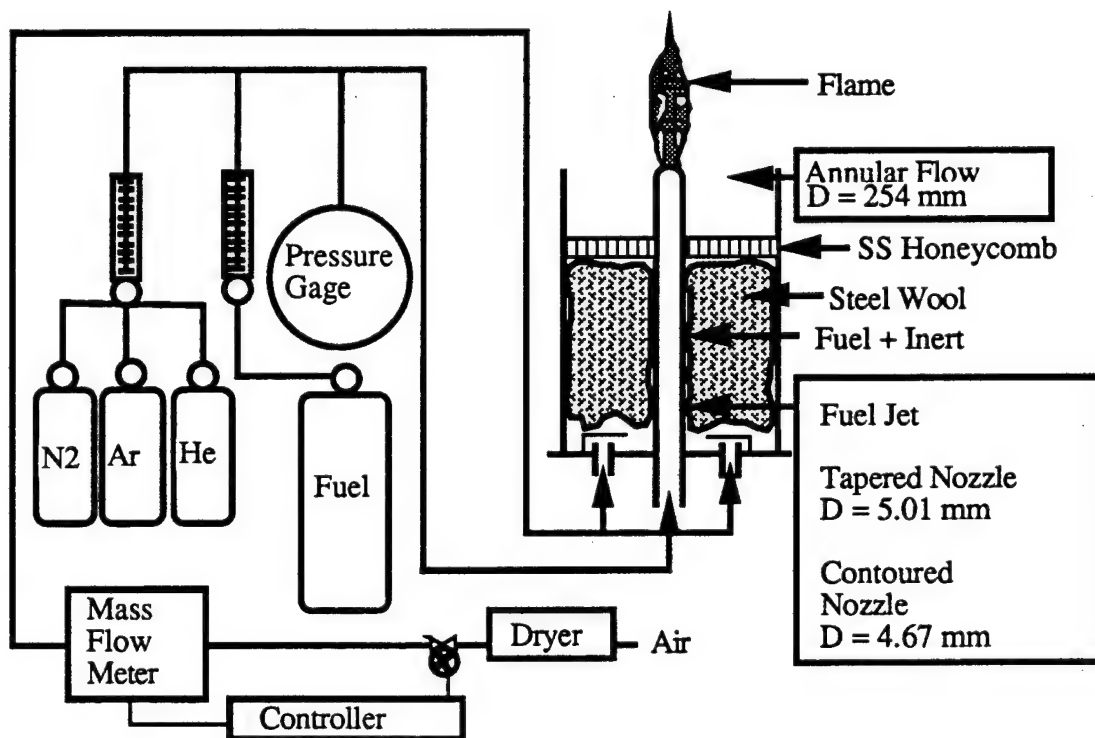 Flame
Annular Flow
D = 254 mm
SS Honeycomb
Steel Wool
Fuel + Inert
Fuel Jet
Tapered Nozzle
D = 5.01 mm
Contoured
Nozzle
D = 4.67 mm
Pressure
Gage
N2
Ar
He
Fuel
Mass
Flow
Meter
Dryer
Air
Controller